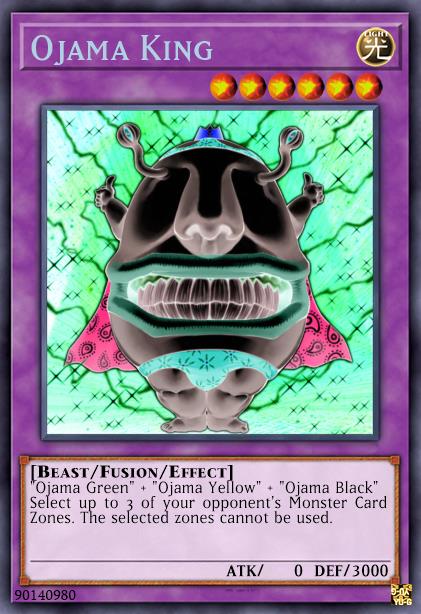 Ojama King
LIGHT
光
[Beast/Fusion/Effect]
"Ojama Green" + "Ojama Yellow" + "Ojama Black"
Select up to 3 of your opponent's Monster Card
Zones. The selected zones cannot be used.
ATK/ 0 DEF/3000
90140980